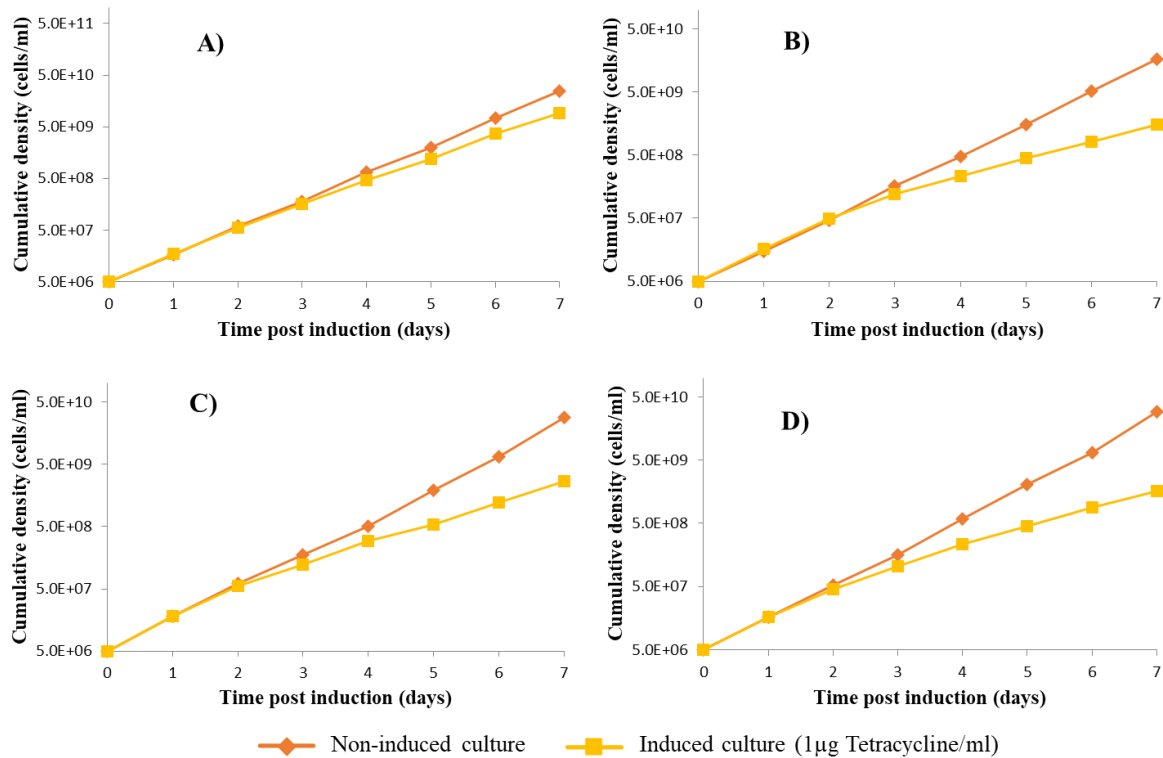 A)
Cumulative density (cells/ml)
5.0E+11
5.0E+10
5.0E+09
5.0E+08
5.0E+07
5.0E+06
0 1 2 3 4 5 6 7
Time post induction (days)
B)
Cumulative density (cells/ml)
5.0E+10
5.0E+09
5.0E+08
5.0E+07
5.0E+06
0 1 2 3 4 5 6 7
Time post induction (days)
C)
Cumulative density (cells/ml)
5.0E+10
5.0E+09
5.0E+08
5.0E+07
5.0E+06
0 1 2 3 4 5 6 7
Time post induction (days)
D)
Cumulative density (cells/ml)
5.0E+10
5.0E+09
5.0E+08
5.0E+07
5.0E+06
0 1 2 3 4 5 6 7
Time post induction (days)
Non-induced culture
Induced culture (1µg Tetracycline/ml)